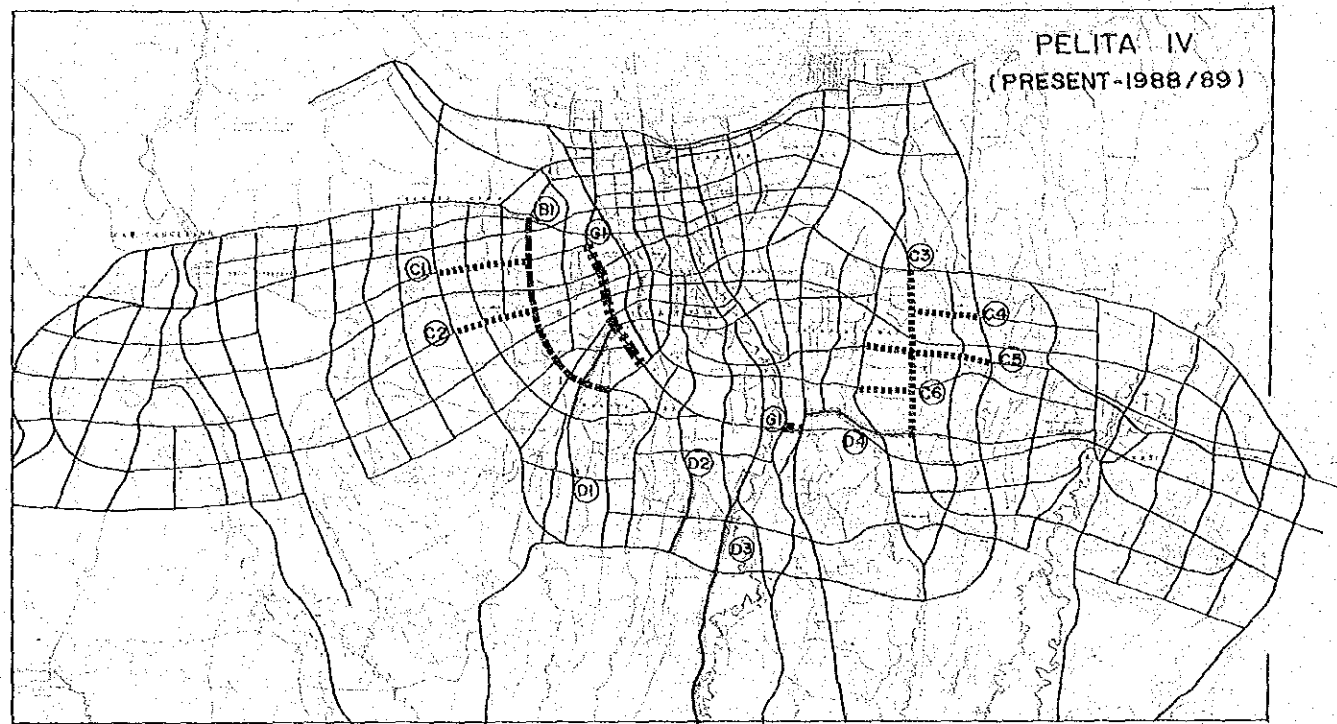 PELITA IV
(PRESENT-1988/89)
B1
G1
C1
C2
C3
C4
C5
C6
G1
D4
D2
D1
D3